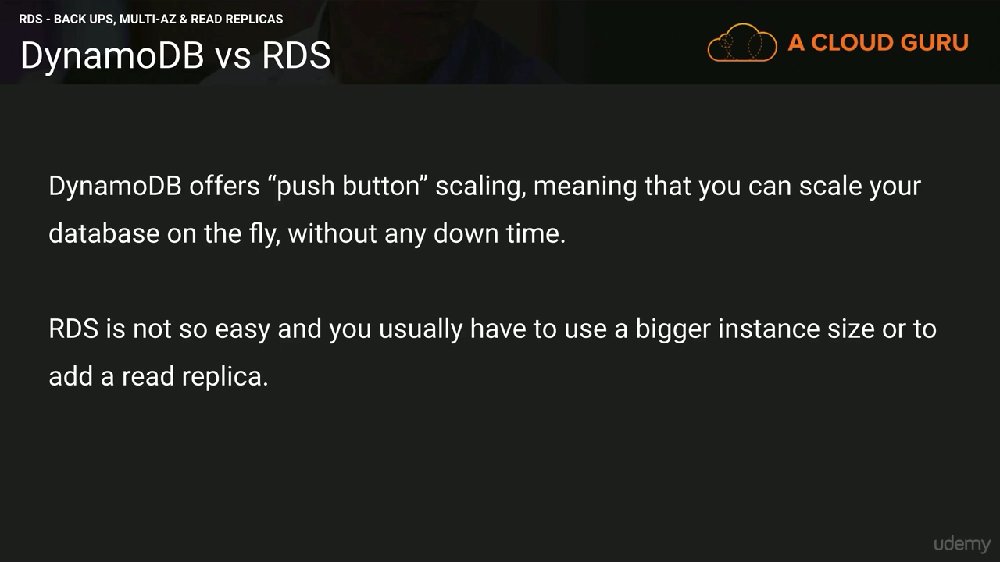 RDS - BACK UPS, MULTI-AZ & READ REPLICAS
DynamoDB vs RDS
A CLOUD GURU
DynamoDB offers “push button” scaling, meaning that you can scale your
database on the fly, without any down time.
RDS is not so easy and you usually have to use a bigger instance size or to
add a read replica.
udemy